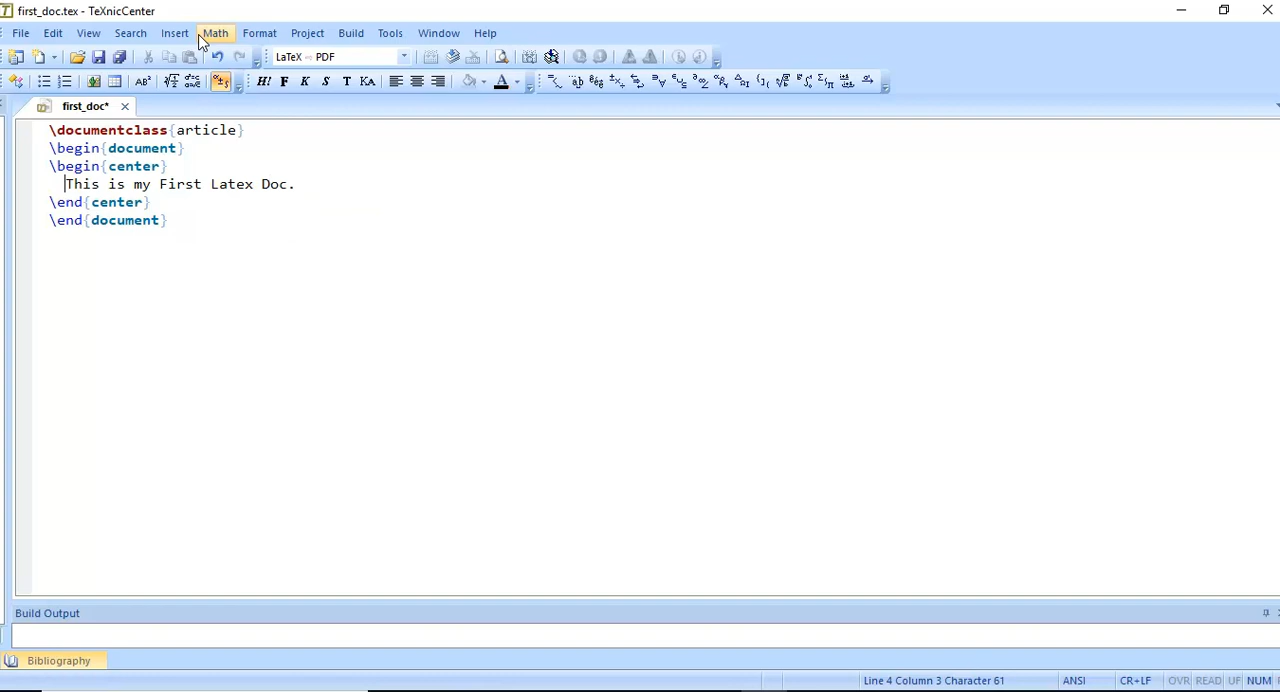 first_doc.tex - TeXnicCenter
File Edit View Search Insert Math Format Project Build Tools Window Help
LaTeX ⇨ PDF
H! F K S T KA
first_doc*
\documentclass{article}
\begin{document}
\begin{center}
This is my First Latex Doc.
\end{center}
\end{document}
Build Output
Bibliography
Line 4 Column 3 Character 61 ANSI CR+LF OVR READ UF NUM